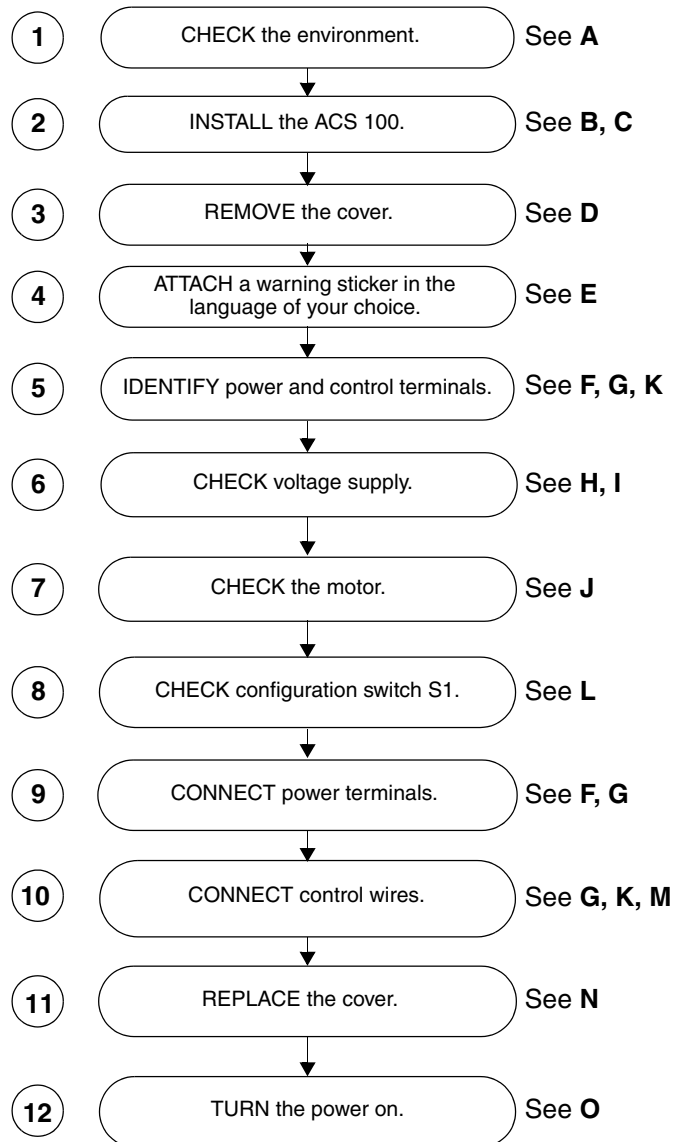 1 CHECK the environment. See A
2 INSTALL the ACS 100. See B, C
3 REMOVE the cover. See D
4 ATTACH a warning sticker in the
language of your choice. See E
5 IDENTIFY power and control terminals. See F, G, K
6 CHECK voltage supply. See H, I
7 CHECK the motor. See J
8 CHECK configuration switch S1. See L
9 CONNECT power terminals. See F, G
10 CONNECT control wires. See G, K, M
11 REPLACE the cover. See N
12 TURN the power on. See O